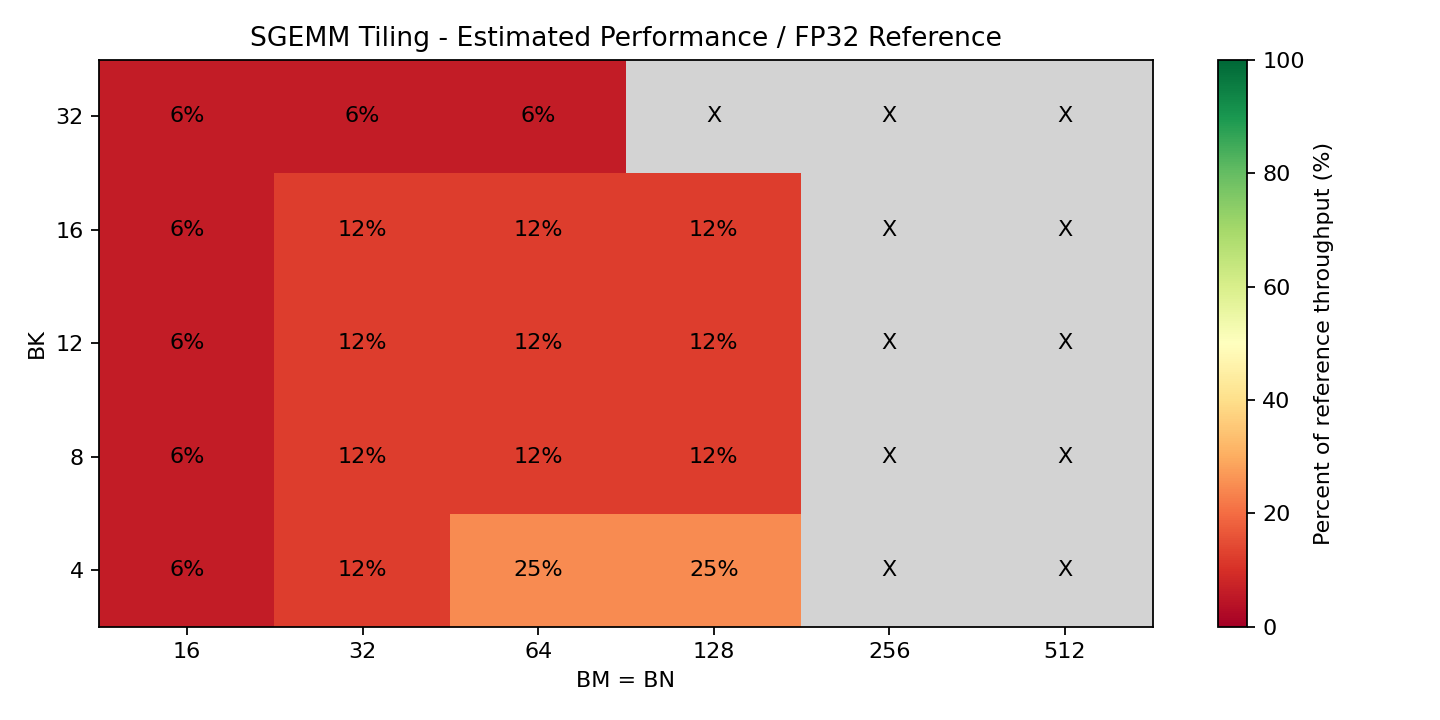 SGEMM Tiling - Estimated Performance / FP32 Reference
32 6% 6% 6% X X X
16 6% 12% 12% 12% X X
12 6% 12% 12% 12% X X
8 6% 12% 12% 12% X X
4 6% 12% 25% 25% X X
16 32 64 128 256 512
BM = BN
BK
100
80
60
40
20
0
Percent of reference throughput (%)